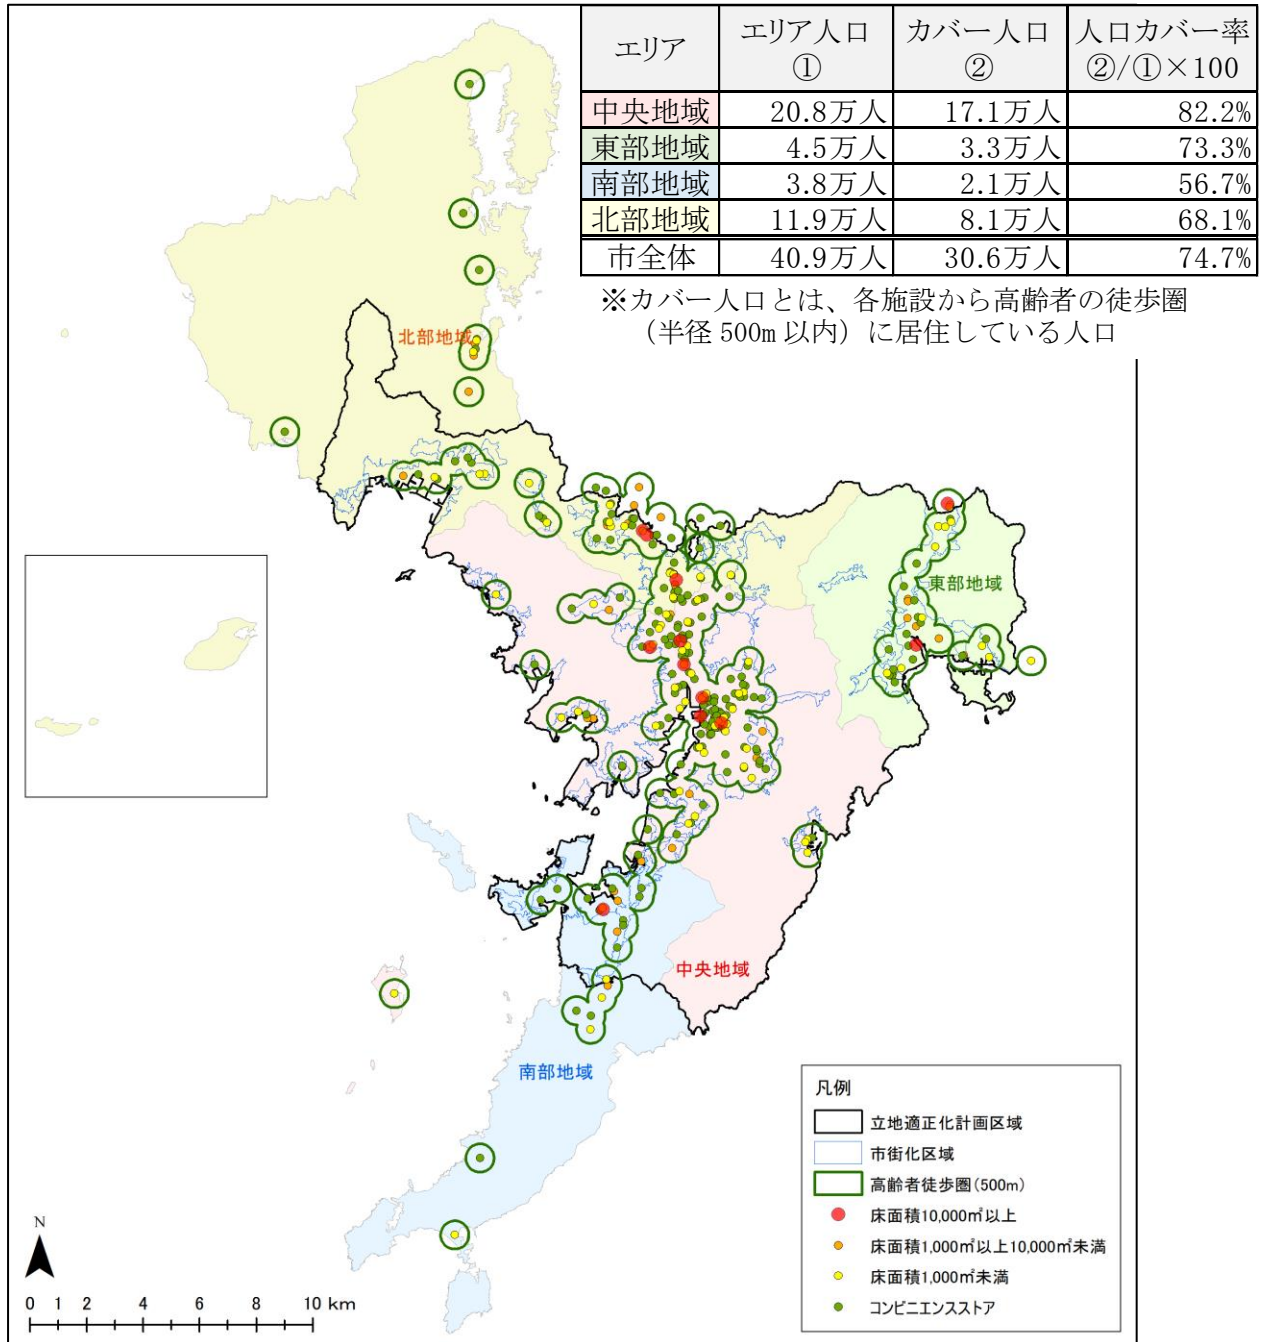 エリア エリア人口① カバー人口② 人口カバー率②/①×100
中央地域 20.8万人 17.1万人 82.2%
東部地域 4.5万人 3.3万人 73.3%
南部地域 3.8万人 2.1万人 56.7%
北部地域 11.9万人 8.1万人 68.1%
市全体 40.9万人 30.6万人 74.7%
※カバー人口とは、各施設から高齢者の徒歩圏
（半径 500m 以内）に居住している人口
北部地域
東部地域
中央地域
南部地域
凡例
立地適正化計画区域
市街化区域
高齢者徒歩圏(500m)
床面積10,000㎡以上
床面積1,000㎡以上10,000㎡未満
床面積1,000㎡未満
コンビニエンスストア
N
0 1 2 4 6 8 10 km